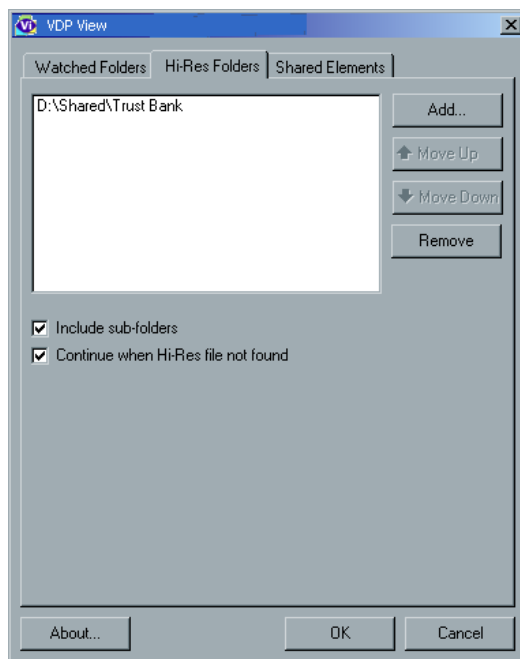 Vi VDP View
Watched Folders Hi-Res Folders Shared Elements
D:\Shared\Trust Bank
Add...
Move Up
Move Down
Remove
Include sub-folders
Continue when Hi-Res file not found
About... OK Cancel